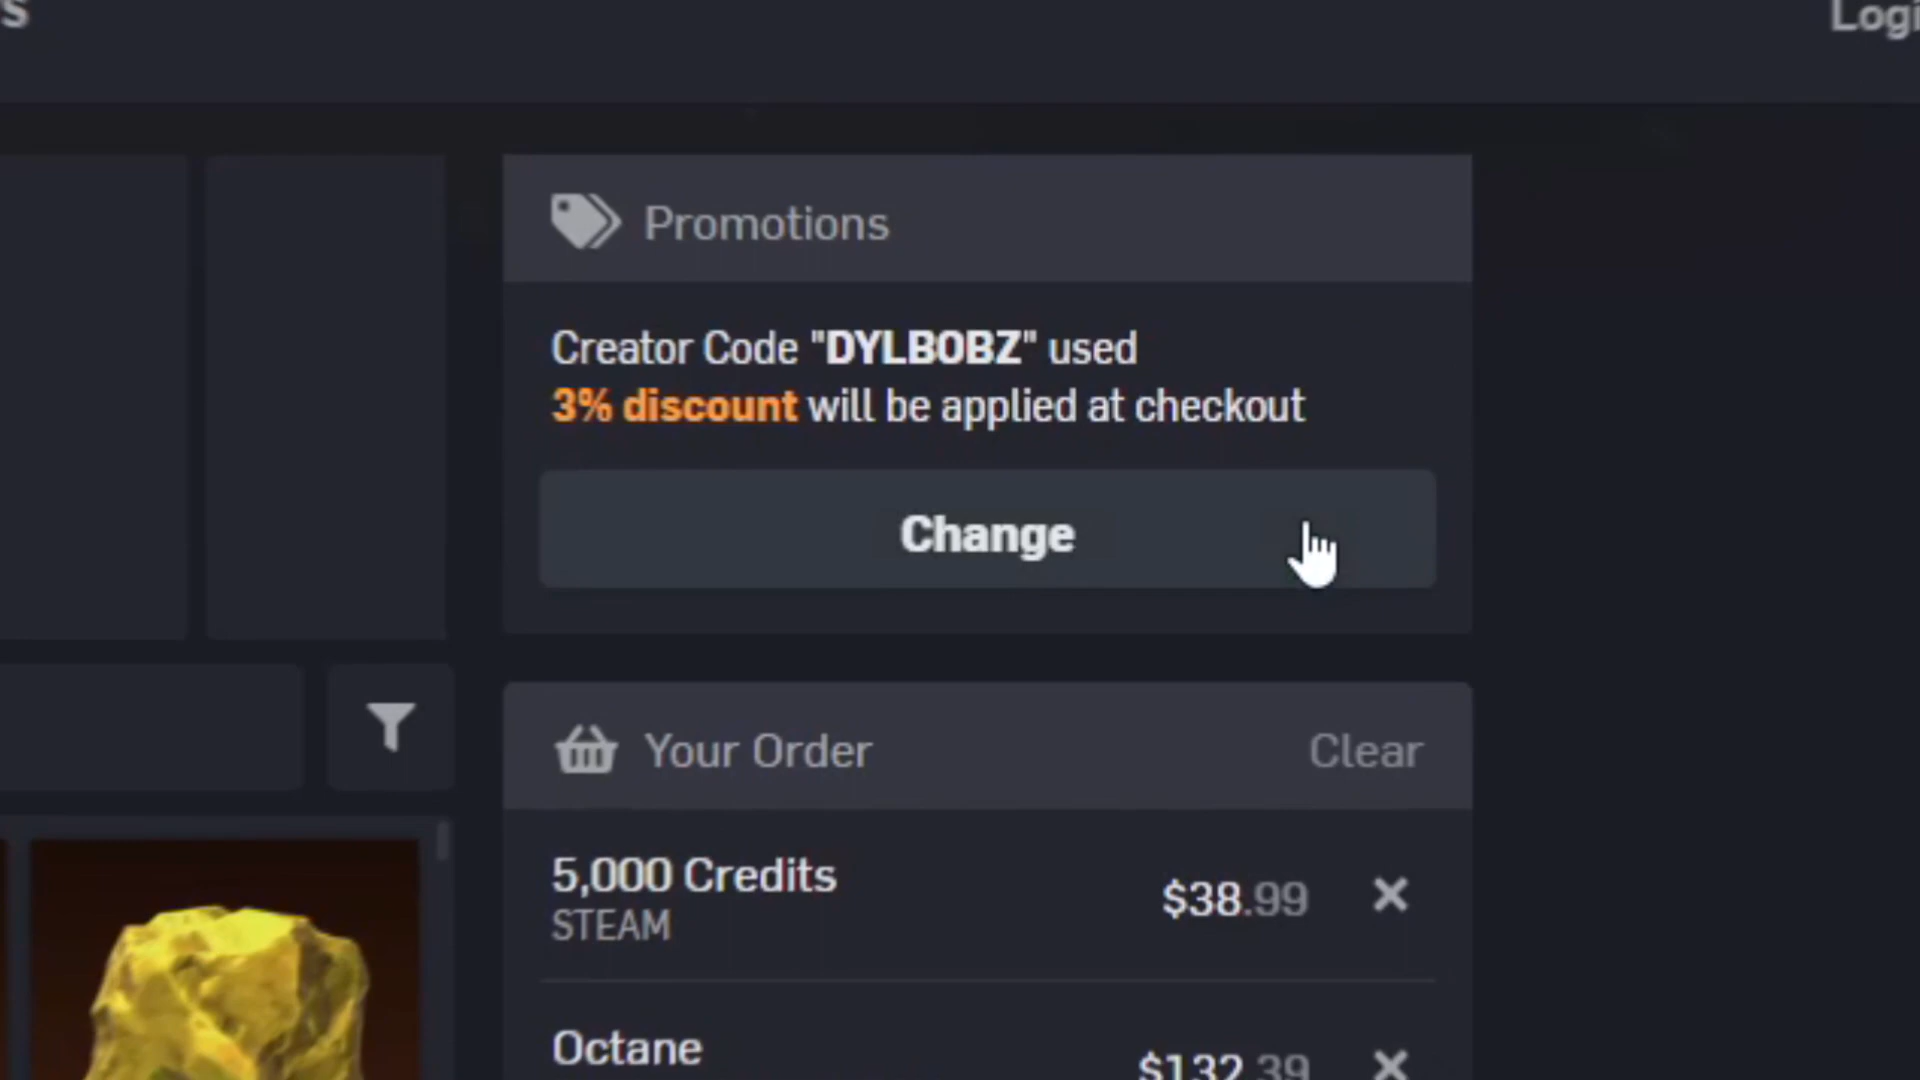 s
Logi
Promotions
Creator Code "DYLBOBZ" used
3% discount will be applied at checkout
Change
Your Order
Clear
5,000 Credits
$38.99
STEAM
Octane
$132.39